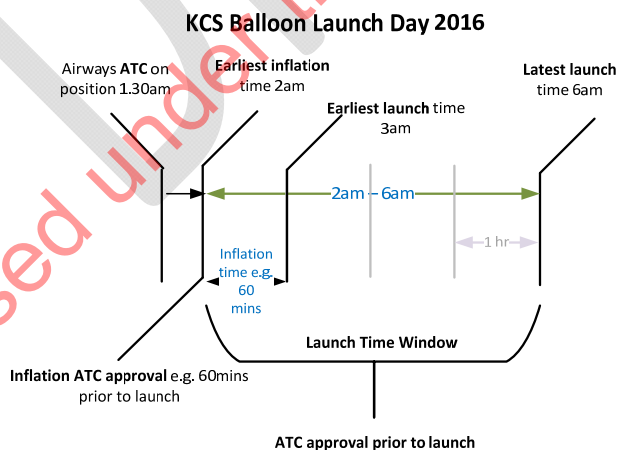 KCS Balloon Launch Day 2016
Airways ATC on
position 1.30am
Earliest inflation
time 2am
Earliest launch time
3am
Latest launch
time 6am
2am – 6am
1 hr
Inflation
time e.g.
60
mins
Launch Time Window
Inflation ATC approval e.g. 60mins
prior to launch
ATC approval prior to launch
sed under t